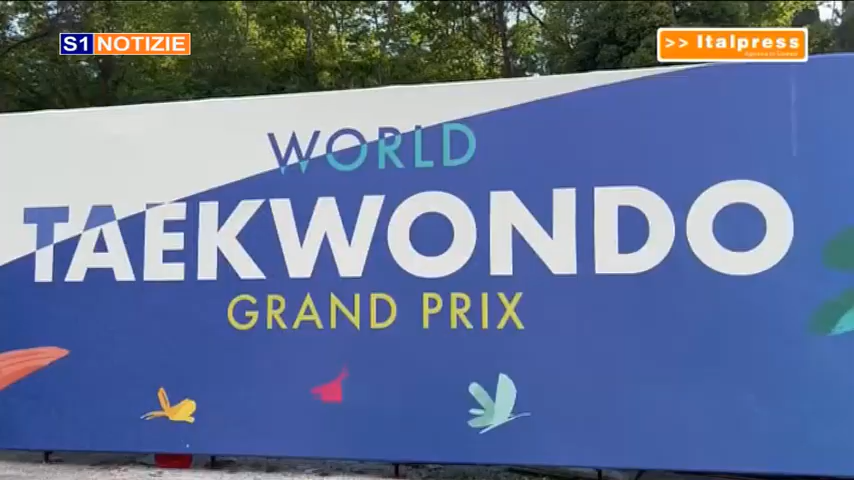 S1 NOTIZIE
>> Italpress
WORLD
TAEKWONDO
GRAND PRIX